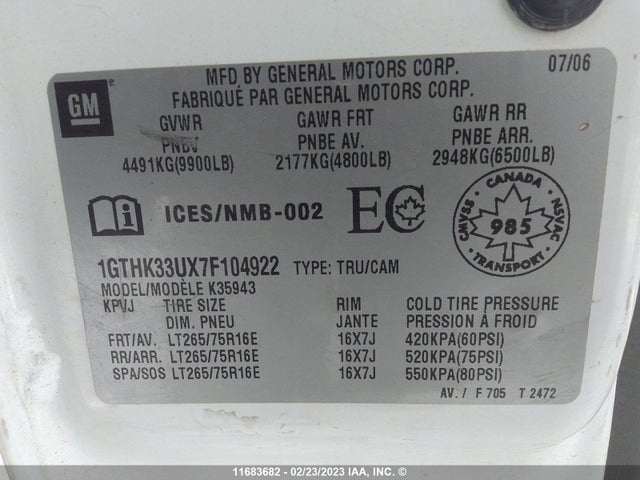 MFD BY GENERAL MOTORS CORP. 07/06
FABRIQUÉ PAR GENERAL MOTORS CORP.
GM
GVWR GAWR FRT GAWR RR
PNBV PNBE AV. PNBE ARR.
4491KG(9900LB) 2177KG(4800LB) 2948KG(6500LB)
ICES/NMB-002 EC
CANADA
CMVSS 985 NSVAC
TRANSPORT
1GTHK33UX7F104922 TYPE: TRU/CAM
MODEL/MODÈLE K35943
KPVJ TIRE SIZE RIM COLD TIRE PRESSURE
DIM. PNEU JANTE PRESSION À FROID
FRT/AV. LT265/75R16E 16X7J 420KPA(60PSI)
RR/ARR. LT265/75R16E 16X7J 520KPA(75PSI)
SPA/SOS LT265/75R16E 16X7J 550KPA(80PSI)
AV./ F 705 T 2472
11683682 - 02/23/2023 IAA, INC. ©